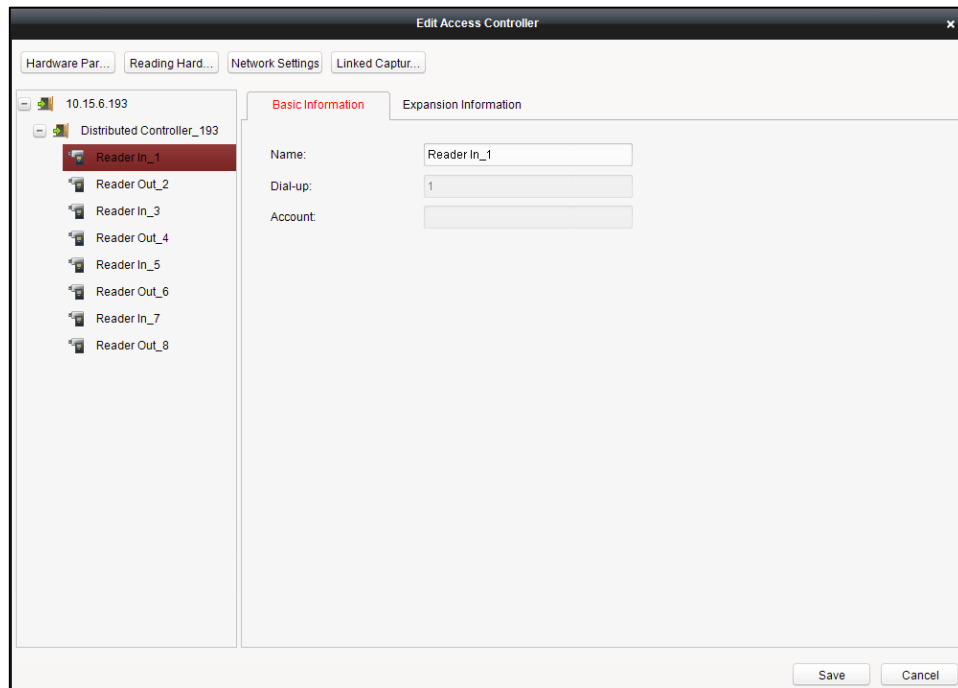 Edit Access Controller
Hardware Par... Reading Hard... Network Settings Linked Captur...
10.15.6.193
Distributed Controller_193
Reader In_1
Reader Out_2
Reader In_3
Reader Out_4
Reader In_5
Reader Out_6
Reader In_7
Reader Out_8
Basic Information Expansion Information
Name: Reader In_1
Dial-up: 1
Account:
Save Cancel